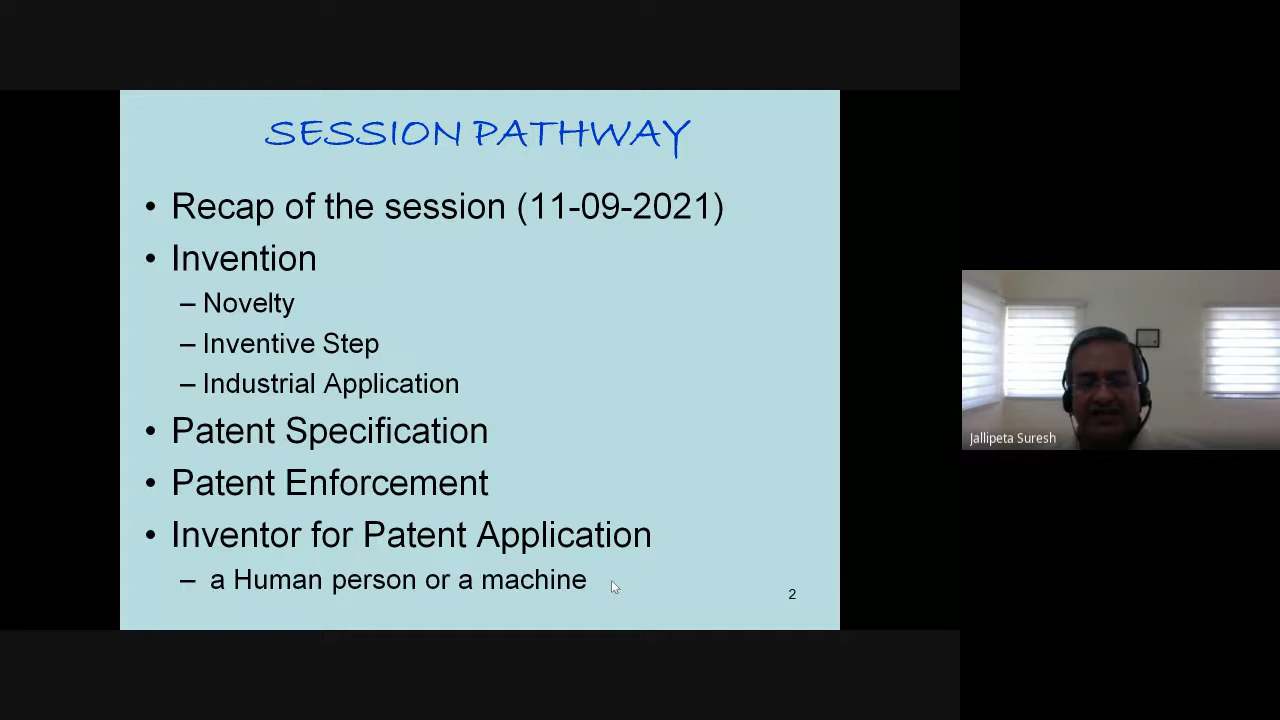 SESSION PATHWAY
• Recap of the session (11-09-2021)
• Invention
– Novelty
– Inventive Step
– Industrial Application
• Patent Specification
• Patent Enforcement
• Inventor for Patent Application
– a Human person or a machine
2
Jallipeta Suresh